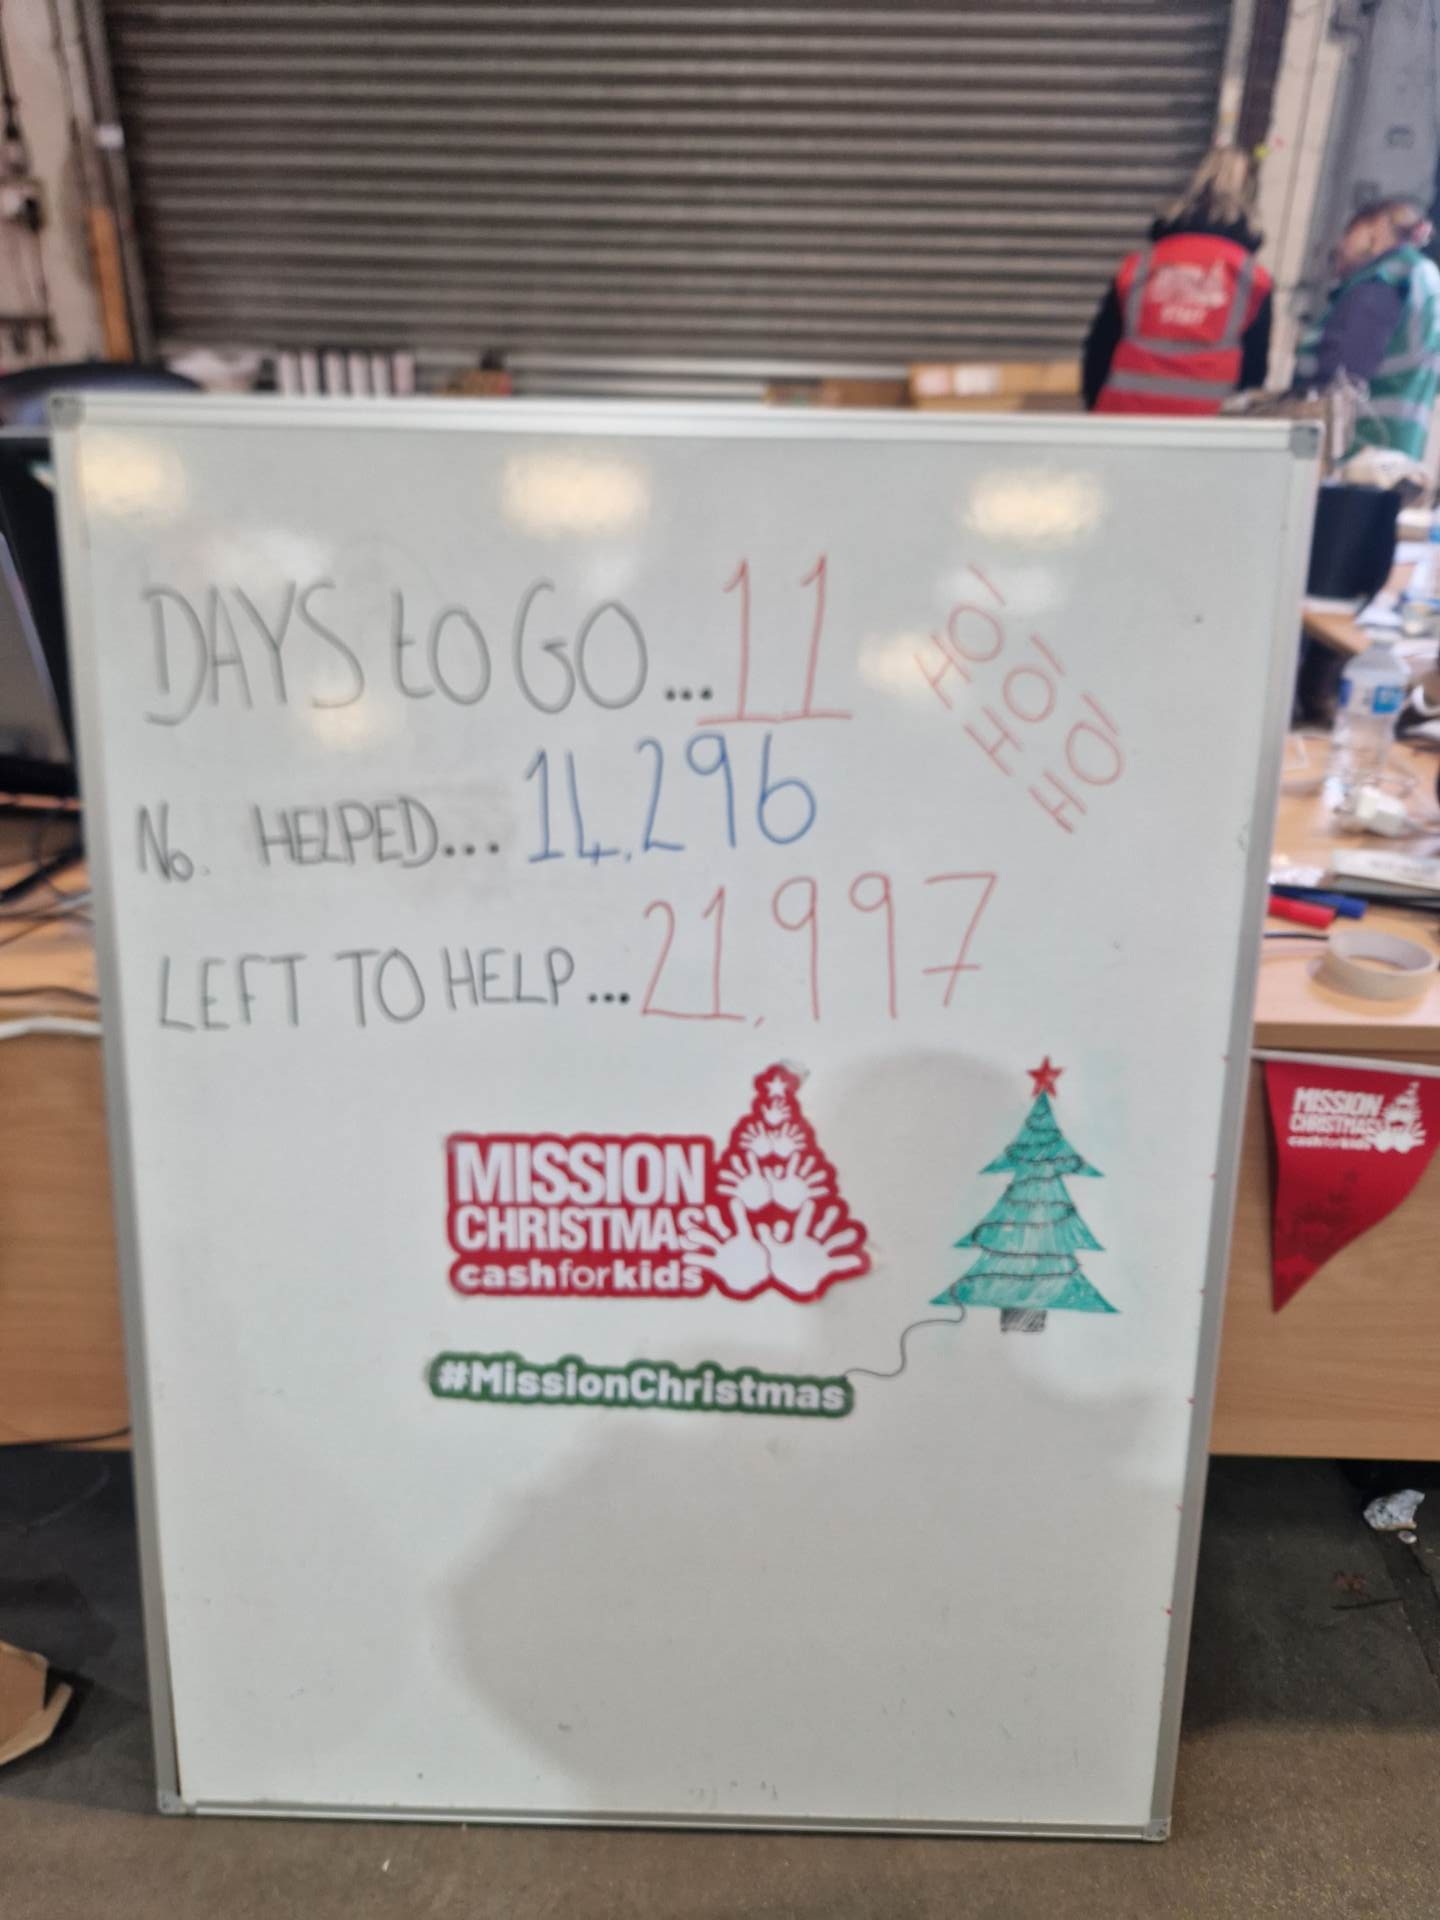 DAYS to GO... 11
HO! HO! HO!
No. HELPED... 14,296
LEFT TO HELP... 21,997
MISSION
CHRISTMAS
cashforkids
#MissionChristmas
MISSION
CHRISTMAS
cashforkids